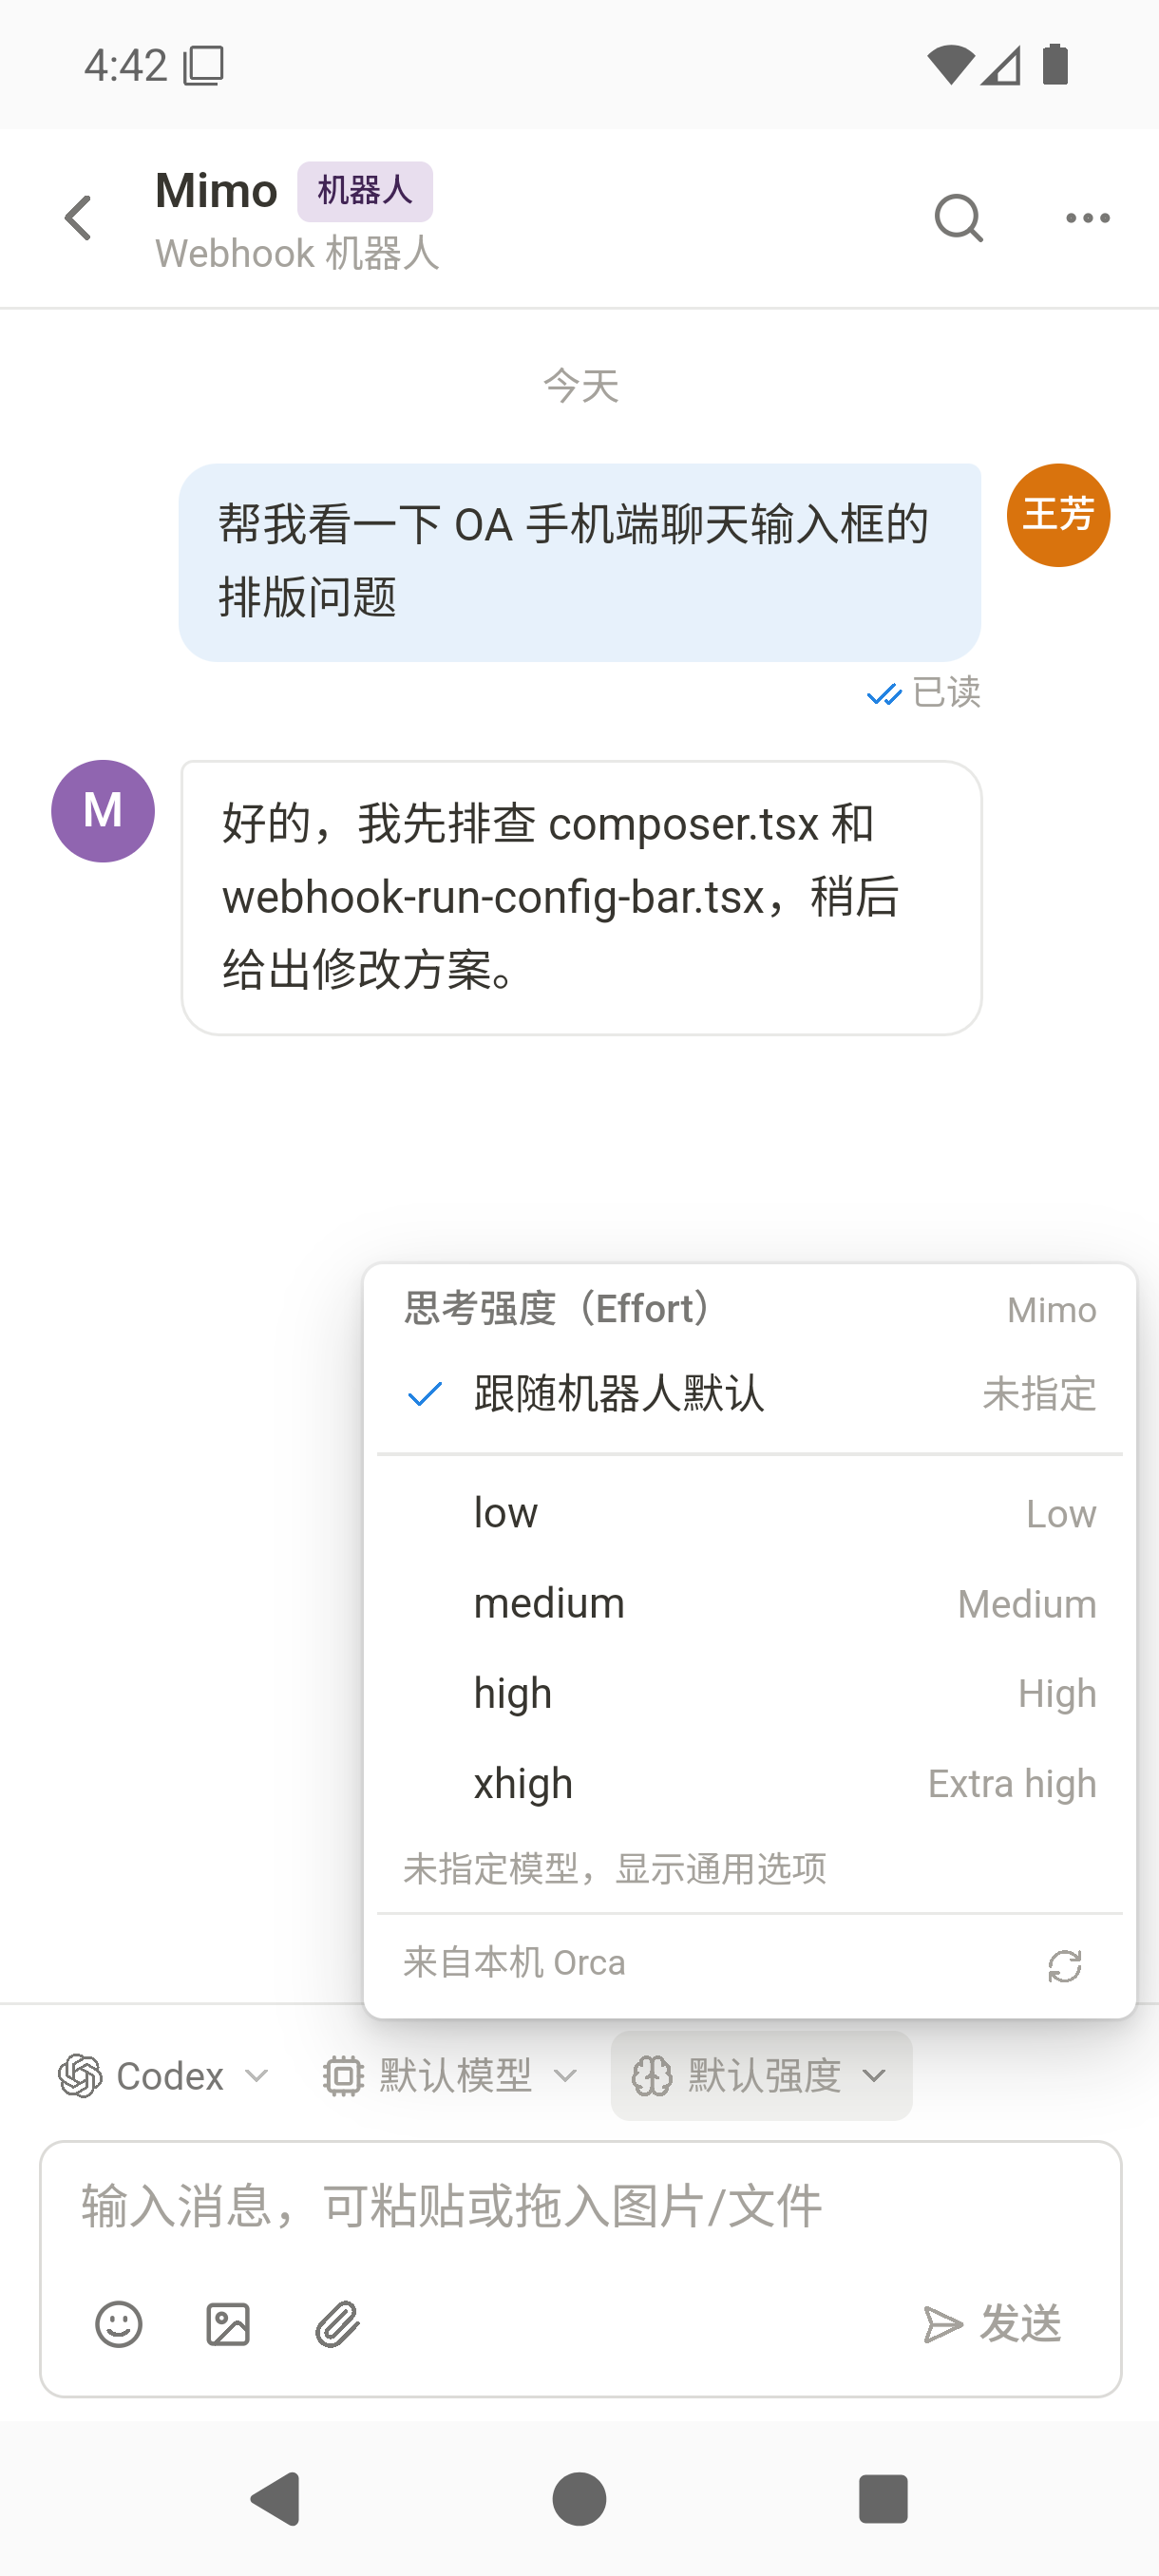 4:42
Mimo 机器人
Webhook 机器人
今天
帮我看一下 OA 手机端聊天输入框的
排版问题
王芳
已读
M
好的，我先排查 composer.tsx 和
webhook-run-config-bar.tsx，稍后
给出修改方案。
思考强度（Effort） Mimo
跟随机器人默认 未指定
low Low
medium Medium
high High
xhigh Extra high
未指定模型，显示通用选项
来自本机 Orca
Codex 默认模型 默认强度
输入消息，可粘贴或拖入图片/文件
发送